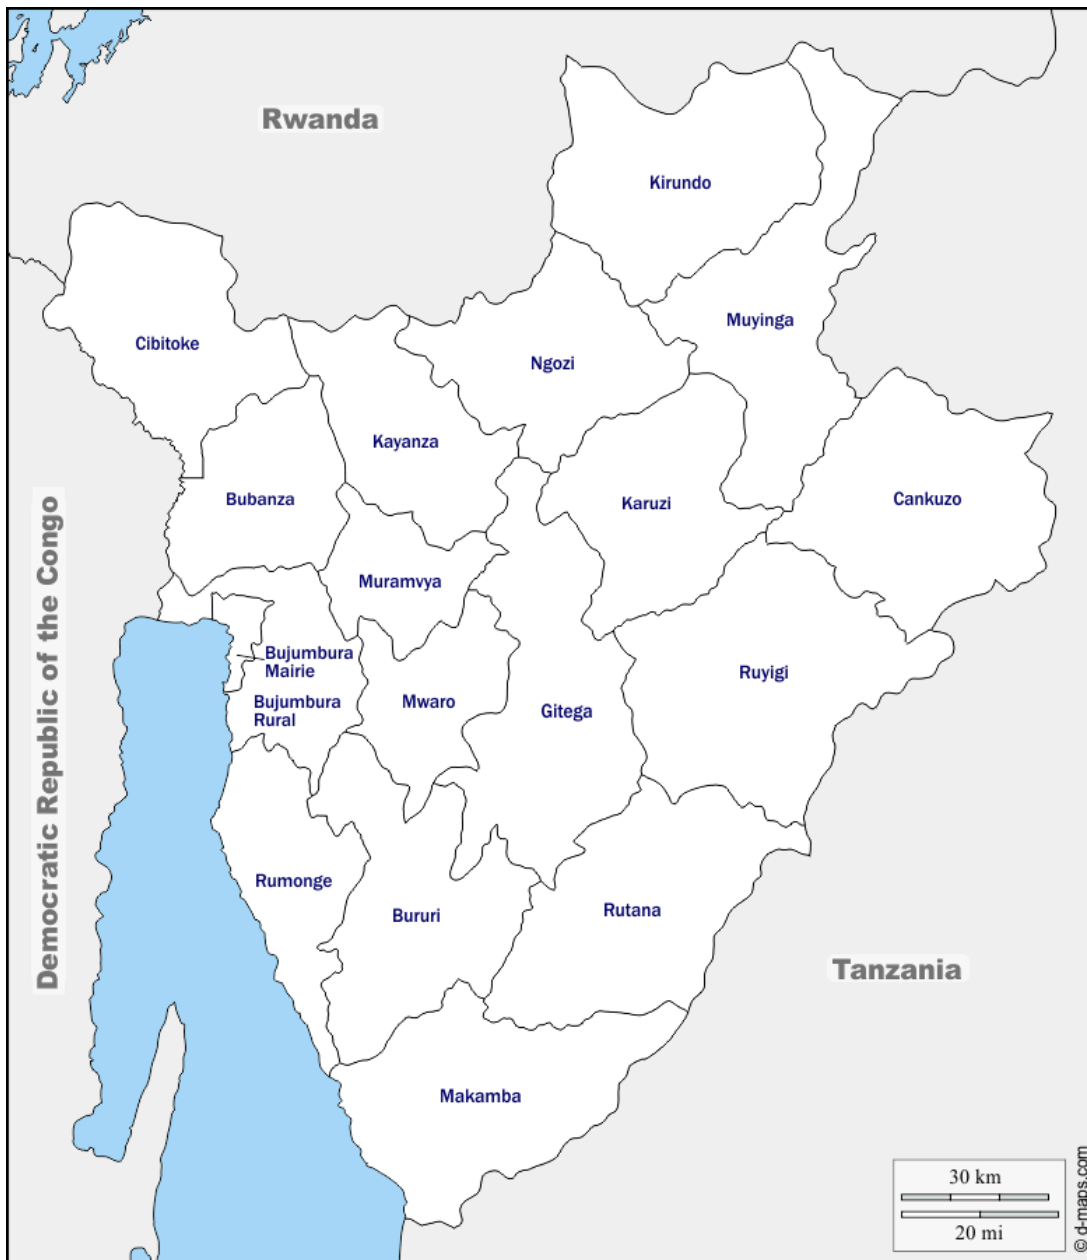 Rwanda
Kirundo
Muyinga
Cibitoke
Ngozi
Kayanza
Bubanza
Karuzi
Cankuzo
Muramvya
Bujumbura
Mairie
Bujumbura
Rural
Mwaro
Gitega
Ruyigi
Rumonge
Bururi
Rutana
Makamba
Democratic Republic of the Congo
Tanzania
30 km
20 mi
© d-maps.com